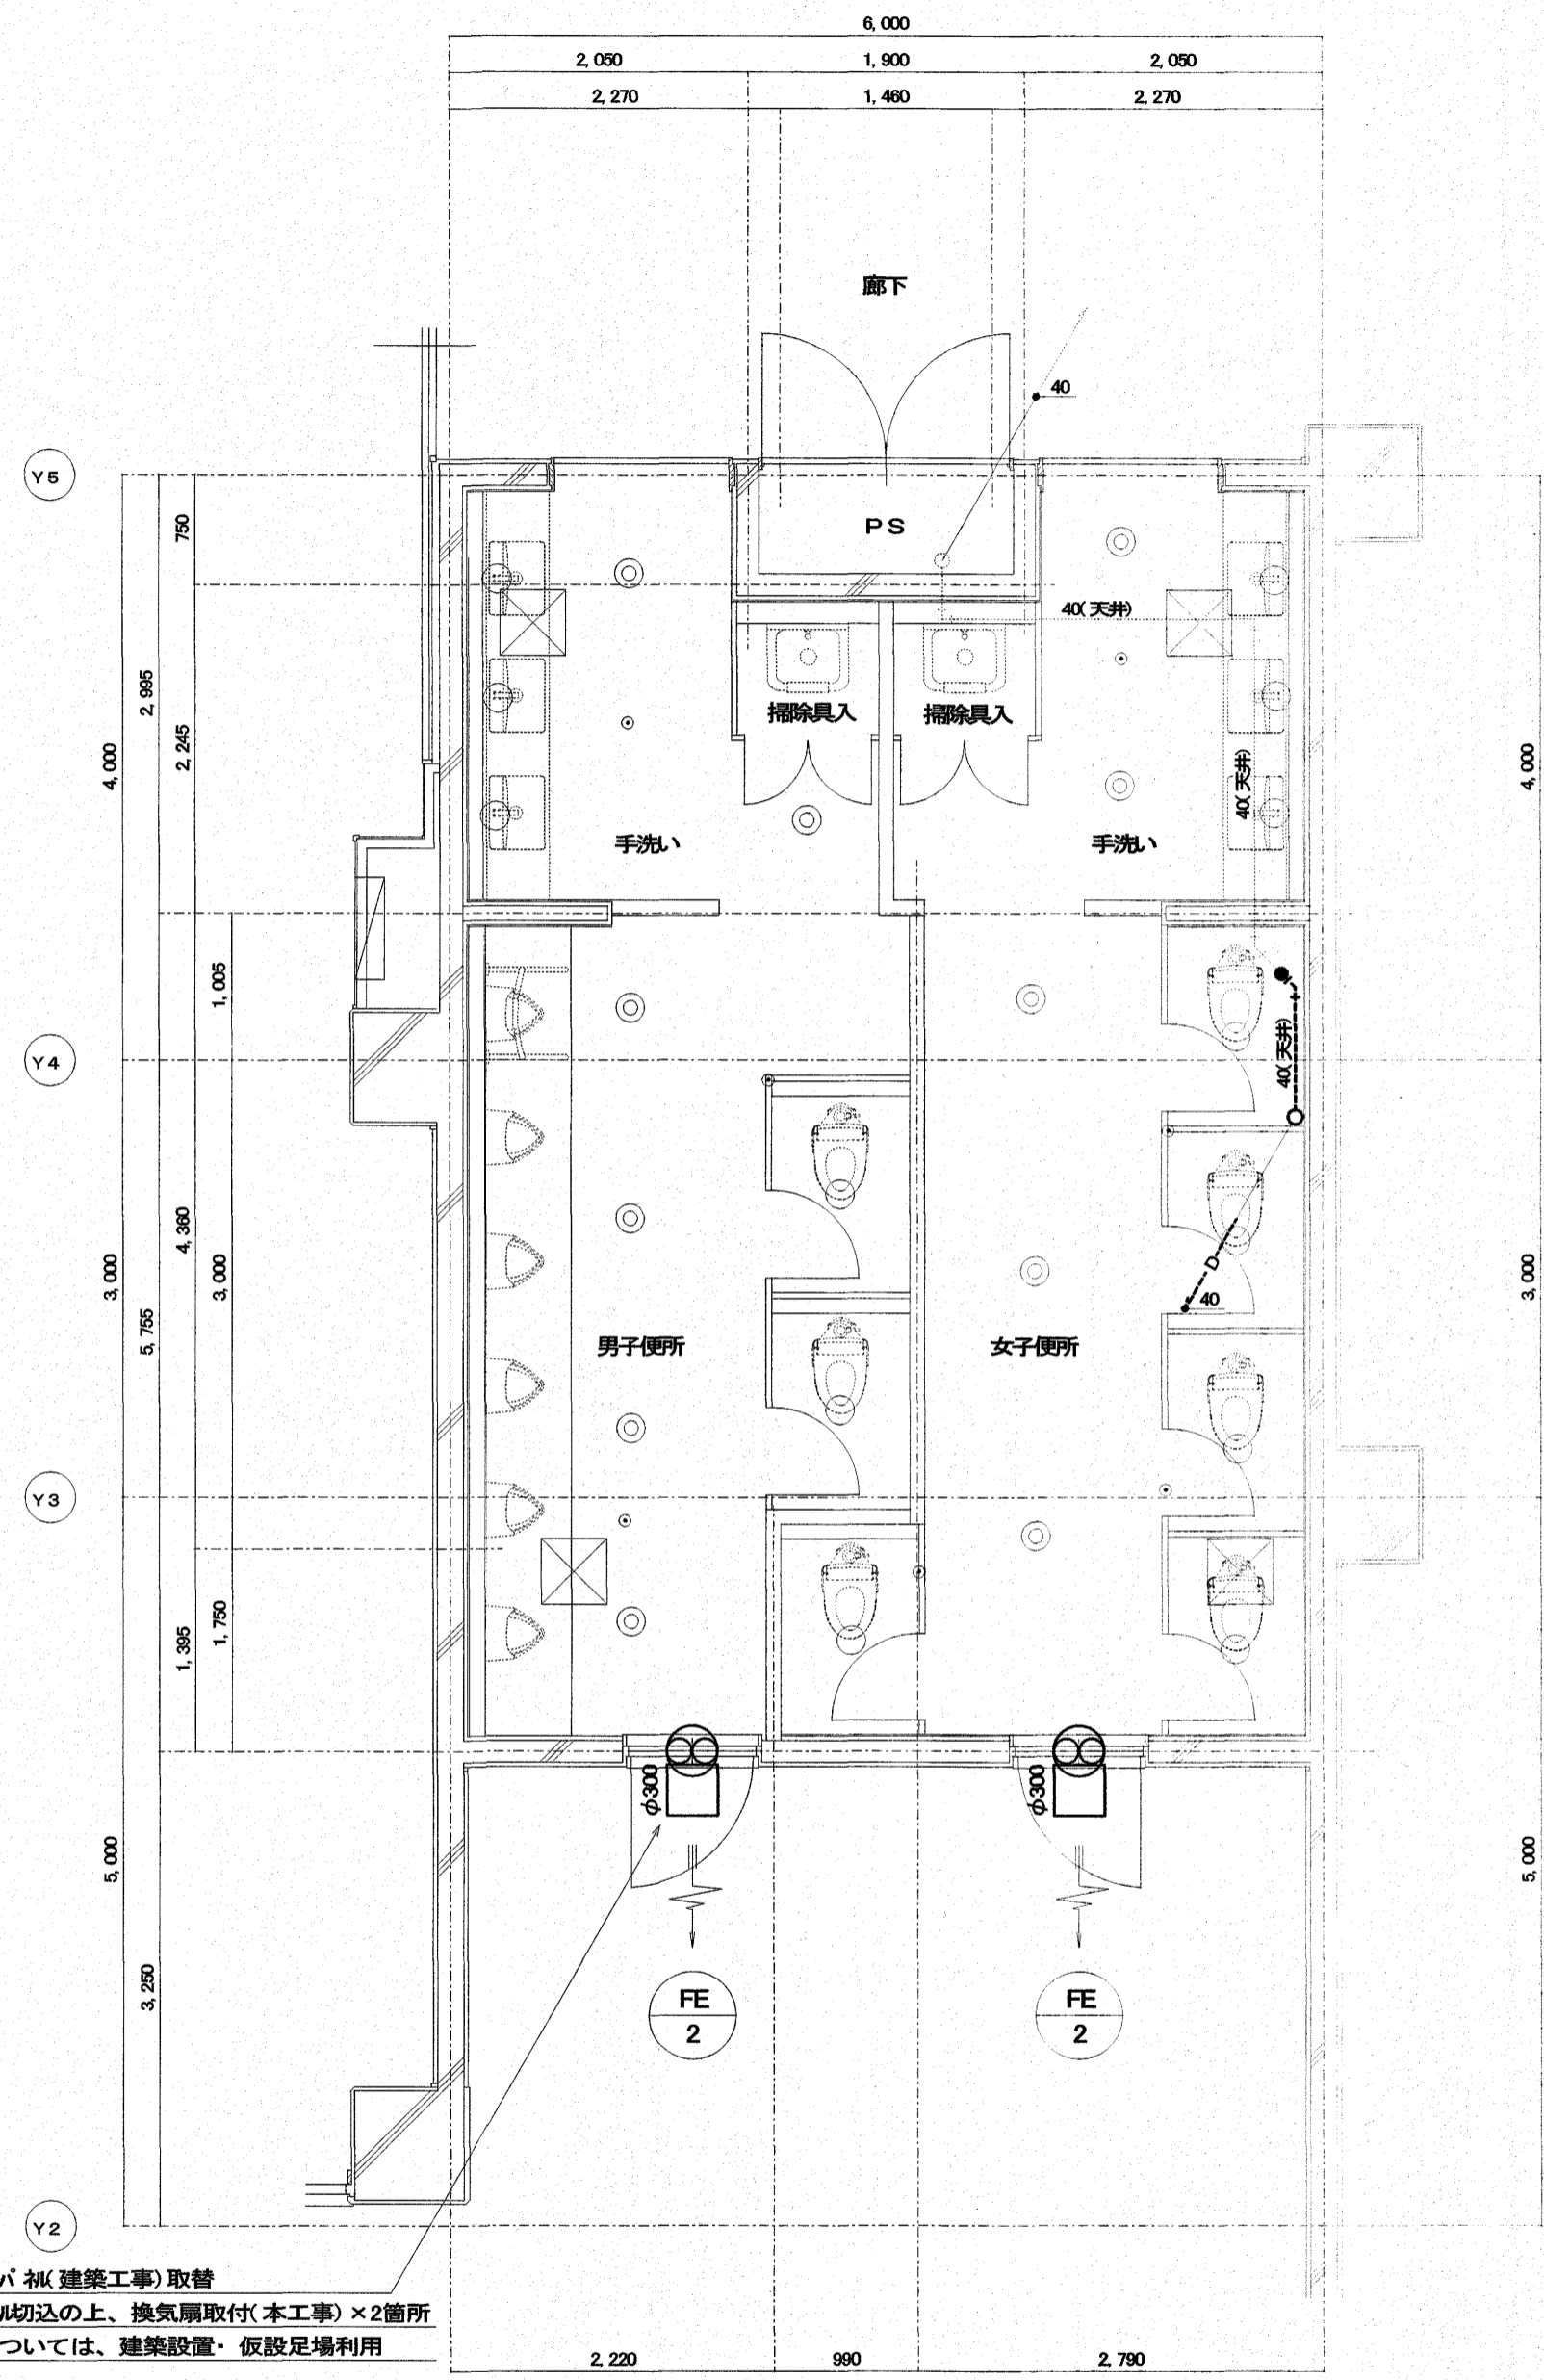 6,000
2,050 1,900 2,050
2,270 1,460 2,270
廊下
40
Y5
PS
750
40(天井)
2,995
掃除具入 掃除具入
2,245
4,000 4,000
40(天井)
手洗い 手洗い
1,005
40(天井)
Y4
4,360
3,000 3,000 3,000
D
40
5,755
男子便所 女子便所
Y3
1,750
1,395
φ300 φ300
5,000 5,000
3,250
FE
2
FE
2
Y2
(建築工事)取替
切込の上、換気扇取付(本工事)×2箇所
ついては、建築設置・仮設足場利用
2,220 990 2,790